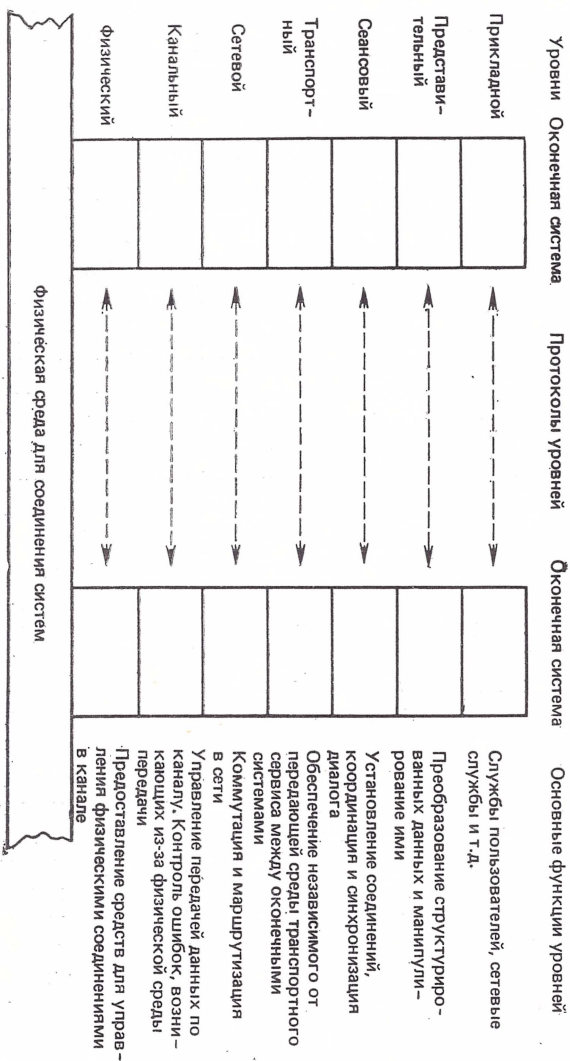 Уровни Оконечная система Протоколы уровней Оконечная система Основные функции уровней
Прикладной
Службы пользователей, сетевые
службы и т.д.
Представи-
тельный
Преобразование структуриро-
ванных данных и манипули-
рование ими
Сеансовый
Установление соединений,
координация и синхронизация
диалога
Транспорт-
ный
Обеспечение независимого от
передающей среды транспортного
сервиса между оконечными
системами
Сетевой
Коммутация и маршрутизация
в сети
Канальный
Управление передачей данных по
каналу. Контроль ошибок, возни-
кающих из-за физической среды
передачи
Физический
Предоставление средств для управ-
ления физическими соединениями
в канале
Физическая среда для соединения систем